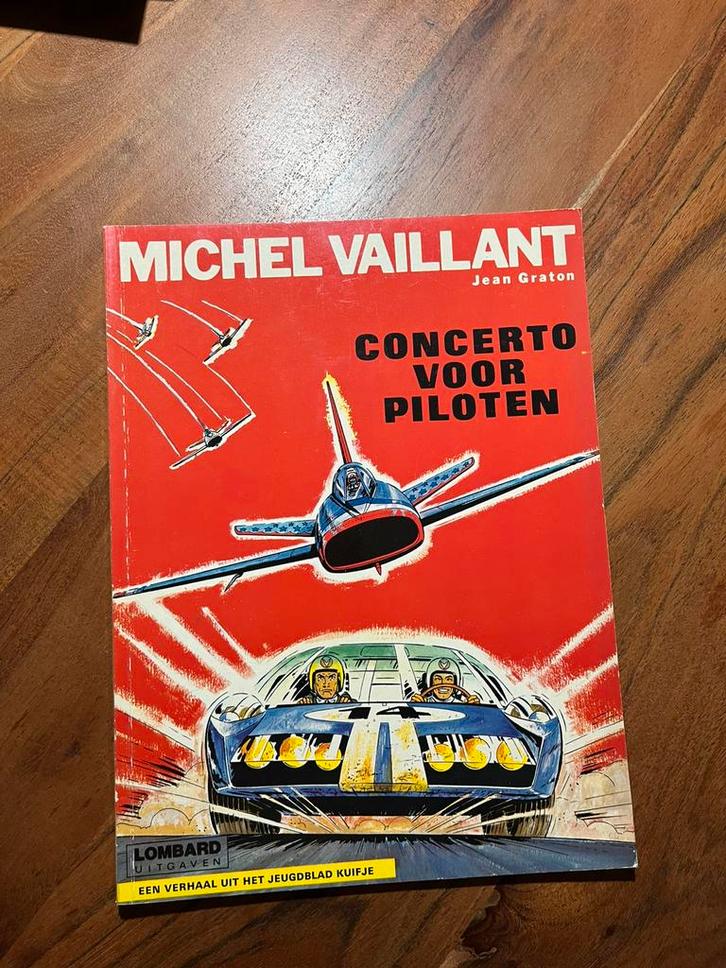 MICHEL VAILLANT
Jean Graton
CONCERTO
VOOR
PILOTEN
14
LOMBARD
UITGAVEN
EEN VERHAAL UIT HET JEUGDBLAD KUIFJE